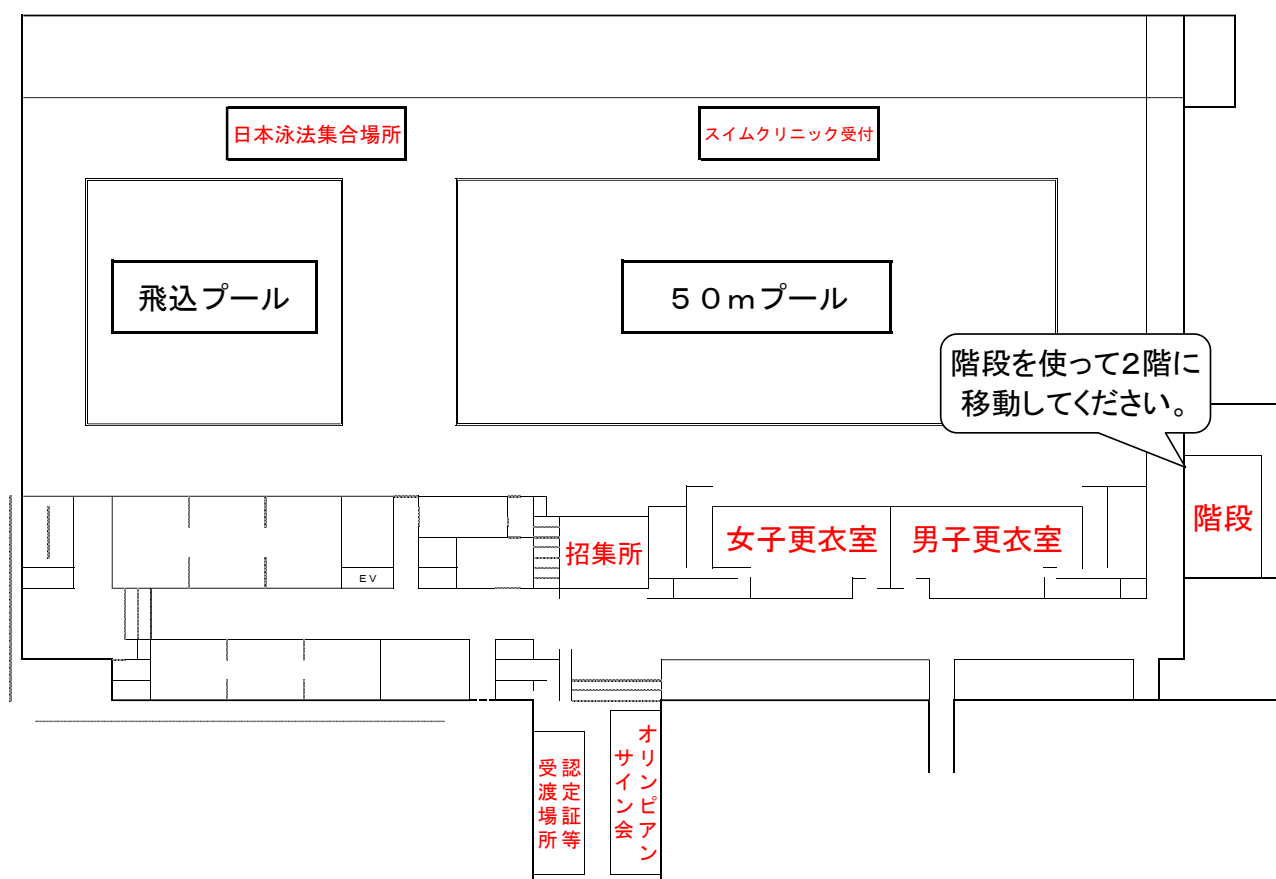 日本泳法集合場所
スイムクリニック受付
飛込プール
５０ｍプール
階段を使って２階に
移動してください。
階段
女子更衣室
男子更衣室
招集所
ＥＶ
認定証等
受渡場所
オリンピアン
サイン会